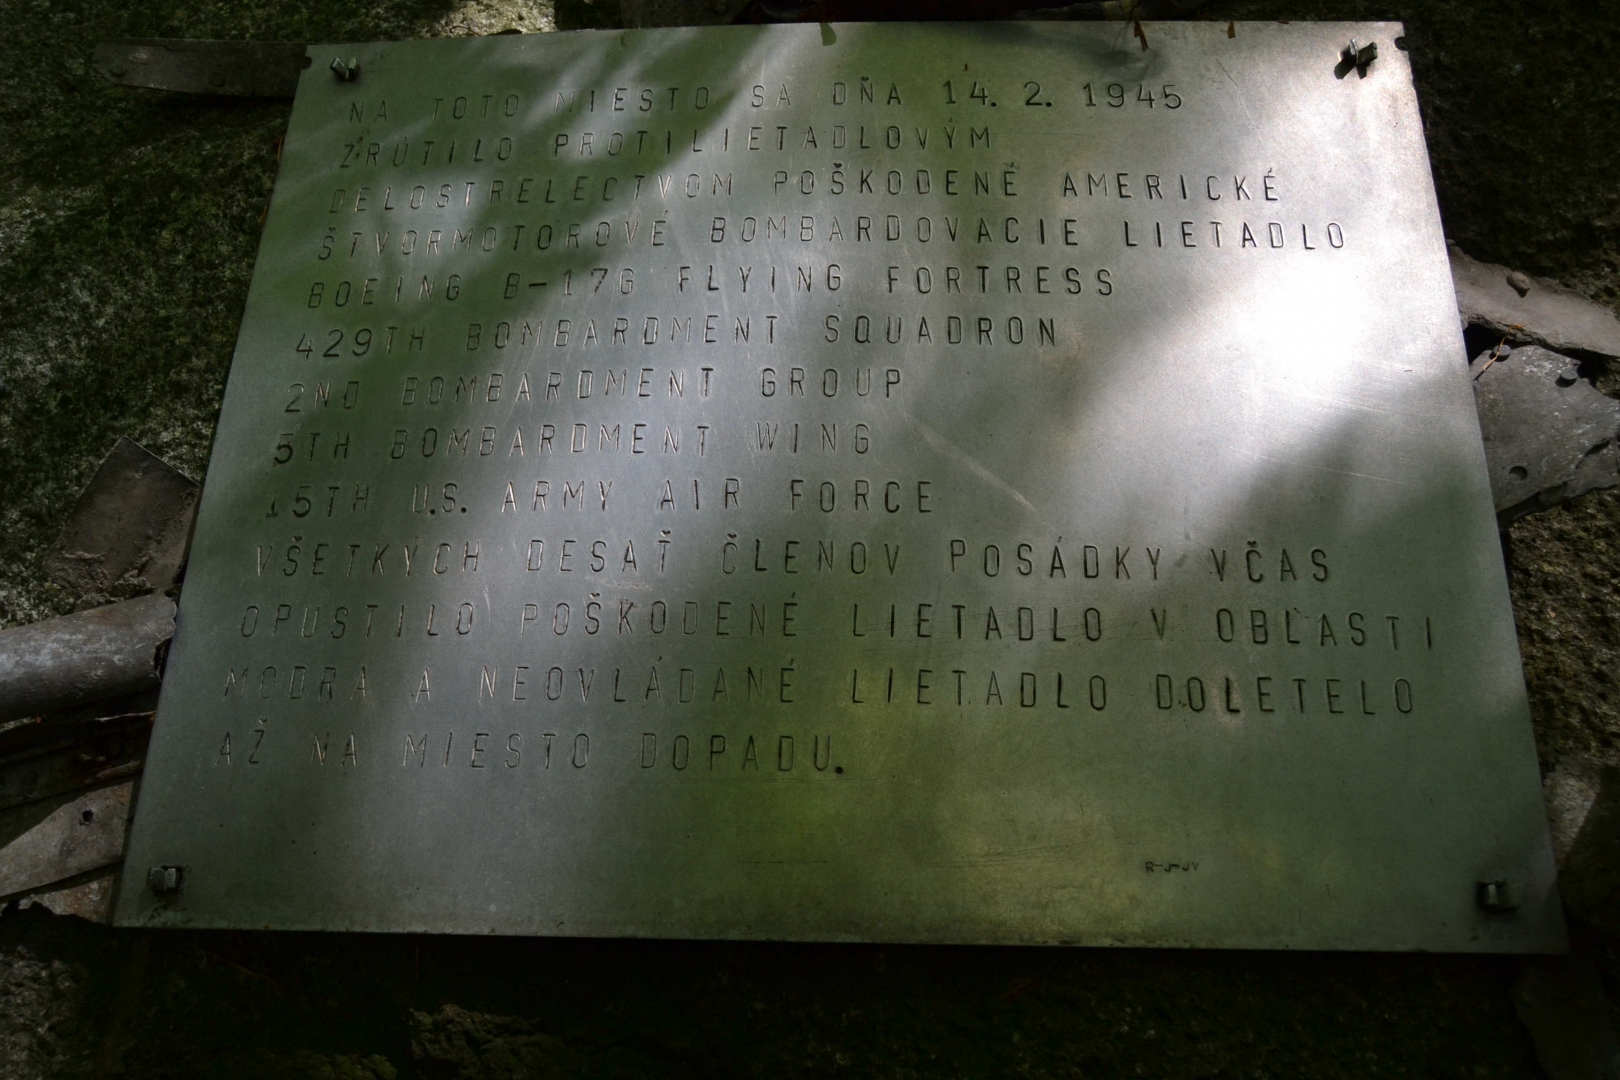 NA TOTO MIESTO SA DŇA 14. 2. 1945
ZRÚTILO PROTILIETADLOVÝM
DELOSTRELECTVOM POŠKODENÉ AMERICKÉ
ŠTVORMOTOROVÉ BOMBARDOVACIE LIETADLO
BOEING B-17G FLYING FORTRESS
429TH BOMBARDMENT SQUADRON
2ND BOMBARDMENT GROUP
5TH BOMBARDMENT WING
15TH U.S. ARMY AIR FORCE
VŠETKÝCH DESAŤ ČLENOV POSÁDKY VČAS
OPUSTILO POŠKODENÉ LIETADLO V OBLASTI
MODRA A NEOVLÁDANÉ LIETADLO DOLETELO
AŽ NA MIESTO DOPADU.
R-J-JV